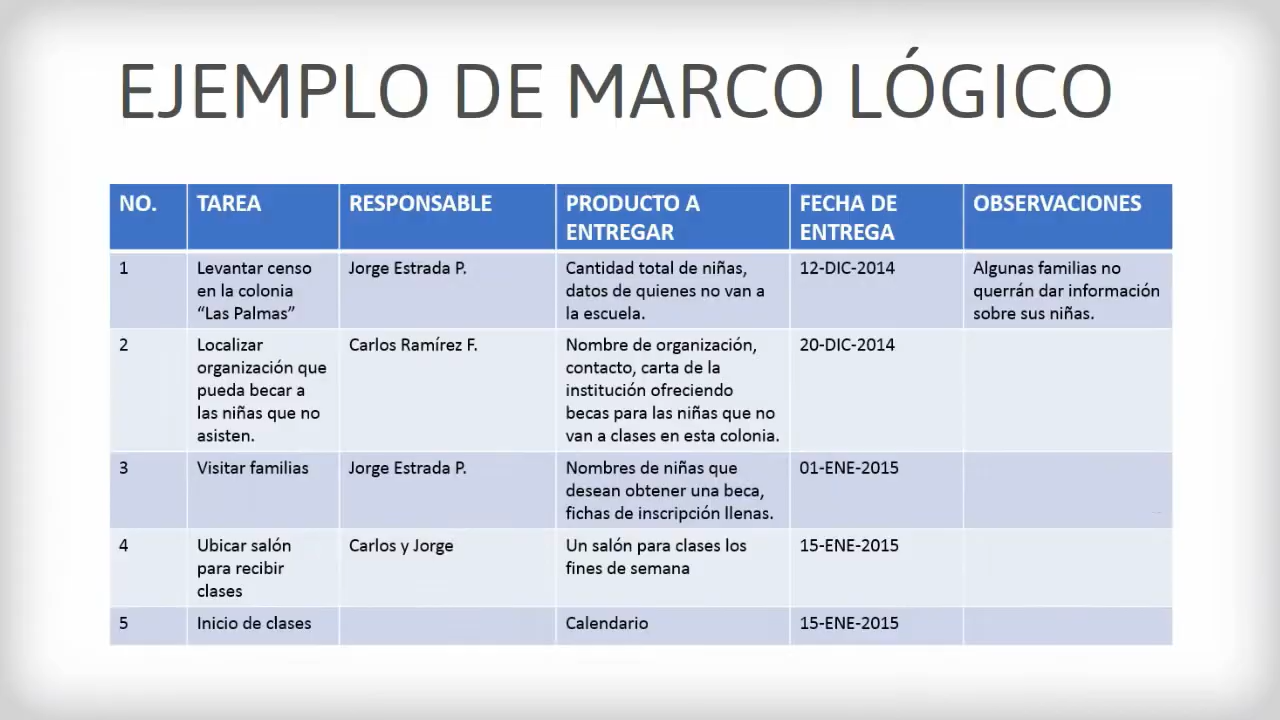 EJEMPLO DE MARCO LÓGICO
NO. TAREA RESPONSABLE PRODUCTO A ENTREGAR FECHA DE ENTREGA OBSERVACIONES
1
Levantar censo
en la colonia
“Las Palmas”
Jorge Estrada P.
Cantidad total de niñas,
datos de quienes no van a
la escuela.
12-DIC-2014
Algunas familias no
querrán dar información
sobre sus niñas.
2
Localizar
organización que
pueda becar a
las niñas que no
asisten.
Carlos Ramírez F.
Nombre de organización,
contacto, carta de la
institución ofreciendo
becas para las niñas que no
van a clases en esta colonia.
20-DIC-2014
3
Visitar familias
Jorge Estrada P.
Nombres de niñas que
desean obtener una beca,
fichas de inscripción llenas.
01-ENE-2015
4
Ubicar salón
para recibir
clases
Carlos y Jorge
Un salón para clases los
fines de semana
15-ENE-2015
5
Inicio de clases
Calendario
15-ENE-2015